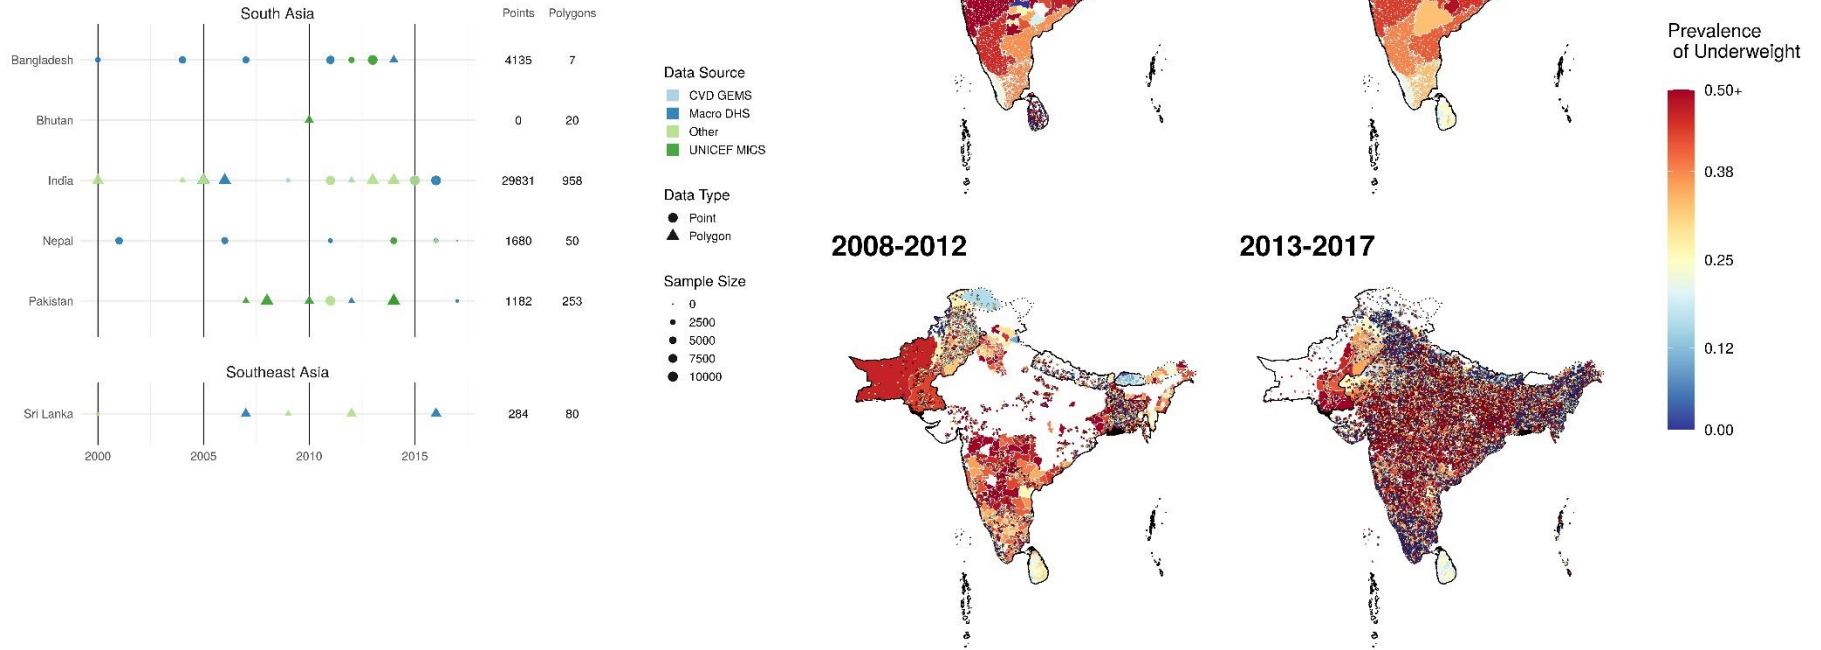 South Asia
Points Polygons
Bangladesh 4135 7
Bhutan 0 20
India 29831 958
Nepal 1680 50
Pakistan 1182 253
Southeast Asia
Sri Lanka 284 80
2000 2005 2010 2015
Data Source
CVD GEMS
Macro DHS
Other
UNICEF MICS
Data Type
Point
Polygon
Sample Size
0
2500
5000
7500
10000
2008-2012
2013-2017
Prevalence
of Underweight
0.50+
0.38
0.25
0.12
0.00